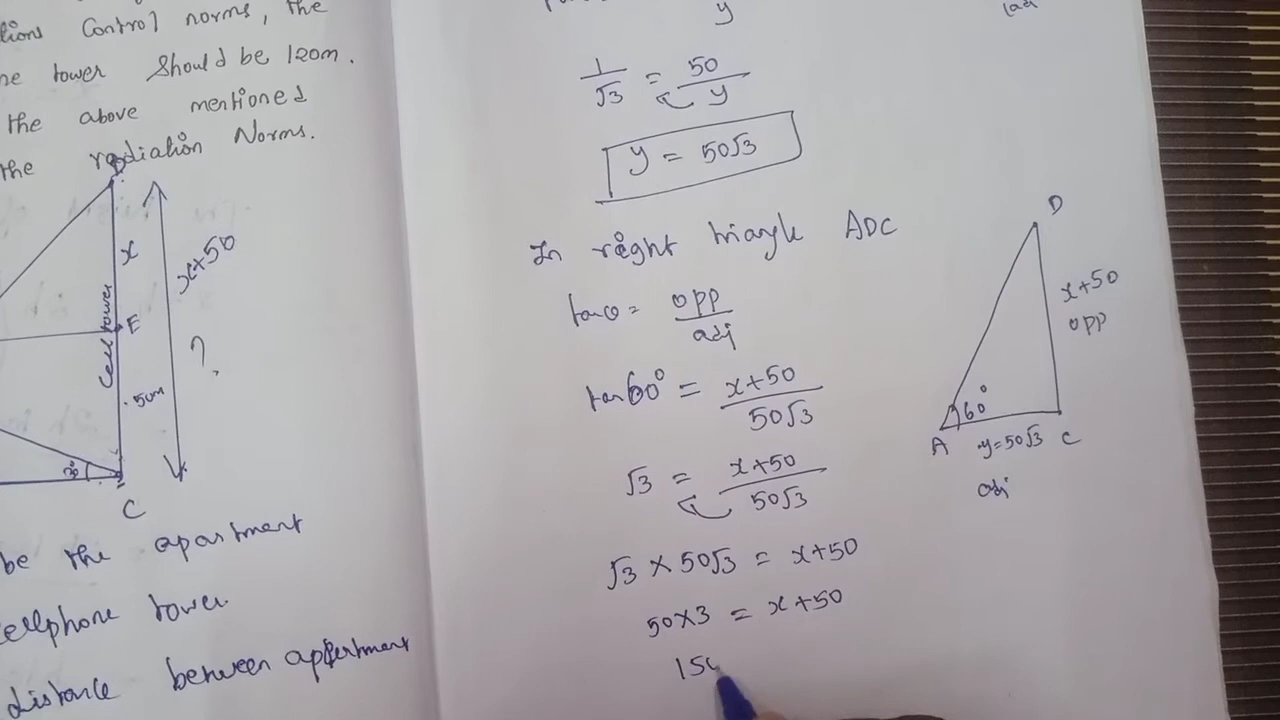 Control norms, the
tower should be 120m.
the above mentioned
the radiation Norms.
D
x
x+50
cell tower
E
?
50m
30°
C
be the apartment
cellphone tower
distance between appertment
y
1/√3 = 50/y
y = 50√3
In right triangle ADC
tanθ = opp/adj
tan60° = x+50/50√3
√3 = x+50/50√3
√3 × 50√3 = x+50
50×3 = x+50
150
D
x+50
opp
60°
A y=50√3 C
adj